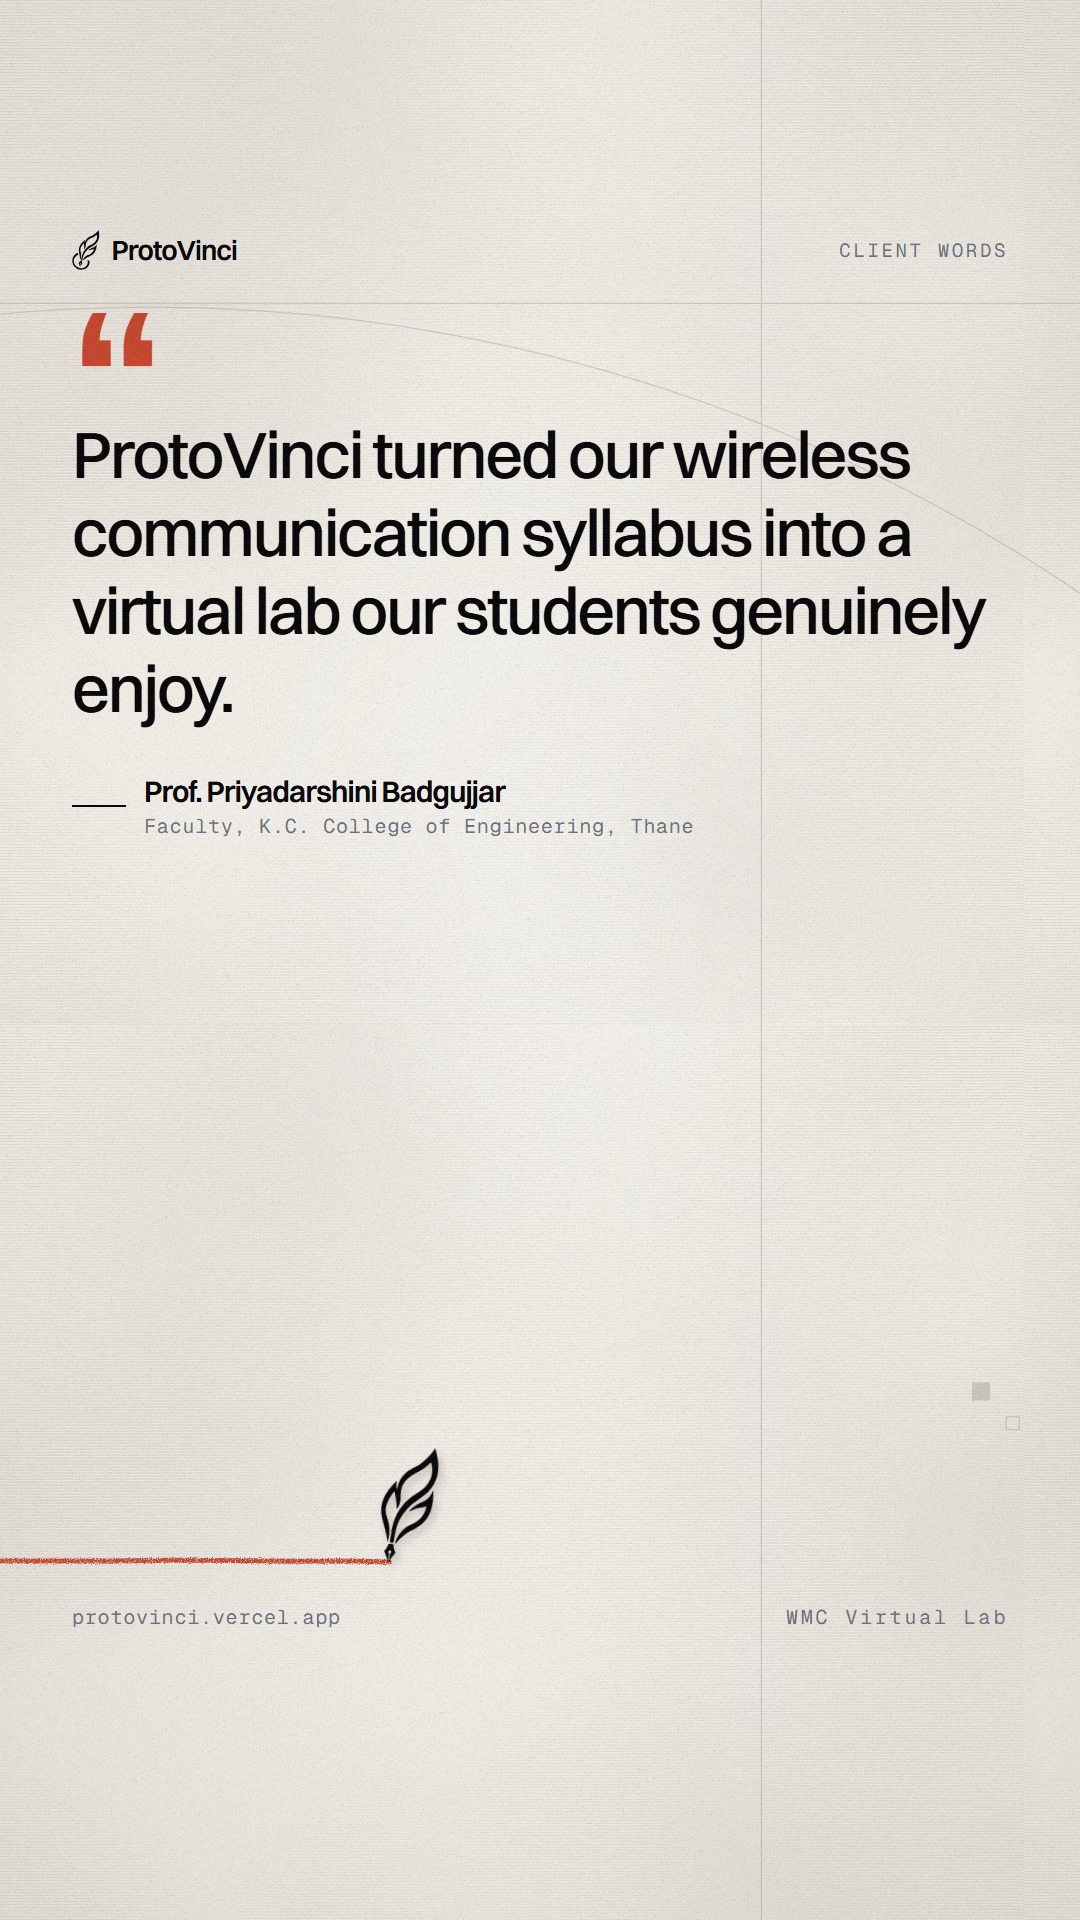 ProtoVinci
CLIENT WORDS
“
ProtoVinci turned our wireless
communication syllabus into a
virtual lab our students genuinely
enjoy.
Prof. Priyadarshini Badgujjar
Faculty, K.C. College of Engineering, Thane
protovinci.vercel.app
WMC Virtual Lab